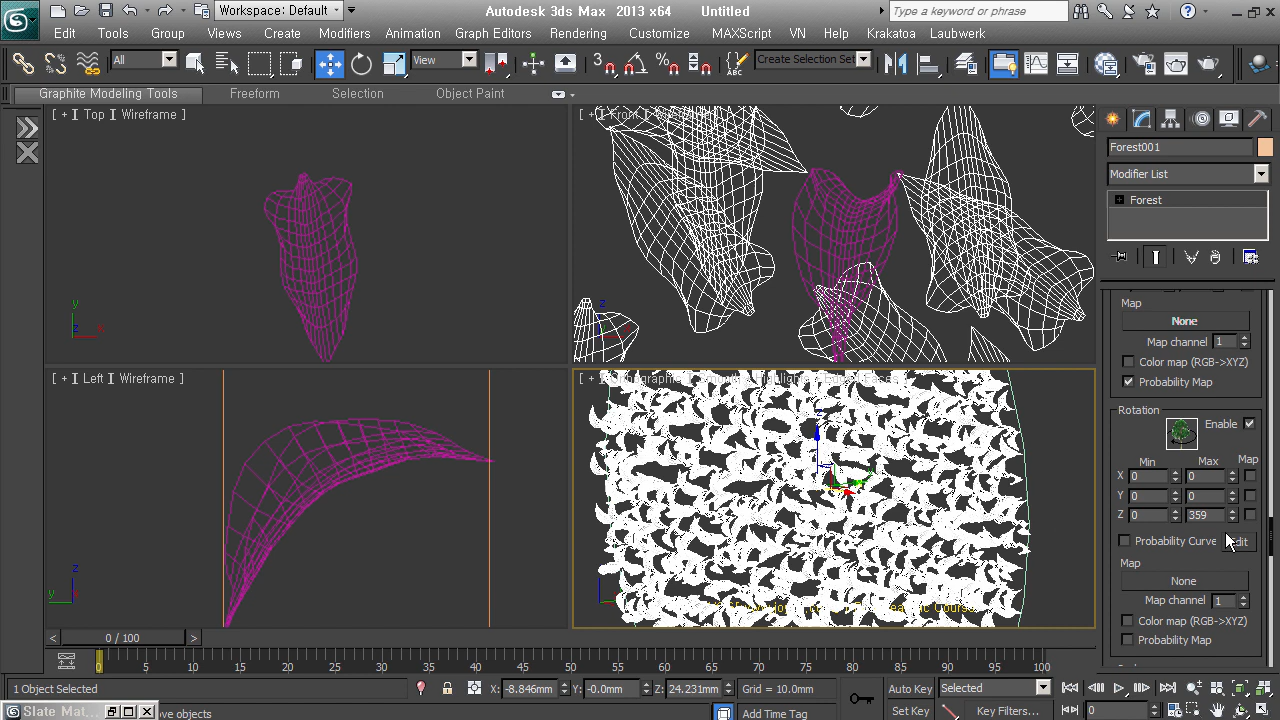 Workspace: Default
Autodesk 3ds Max 2013 x64
Untitled
Type a keyword or phrase
Edit
Tools
Group
Views
Create
Modifiers
Animation
Graph Editors
Rendering
Customize
MAXScript
VN
Help
Krakatoa
Laubwerk
All
View
3
Create Selection Set
Graphite Modeling Tools
Freeform
Selection
Object Paint
[ + ] [ Top ] [ Wireframe ]
[ + ] [ Front ]
Forest001
Modifier List
Forest
Map
None
Map channel 1
Color map (RGB->XYZ)
Probability Map
[ + ] [ Left ] [ Wireframe ]
Rotation
Enable
Min Max Map
X 0 0
Y 0 0
Z 0 359
Probability Curve
Map
None
Map channel 1
Color map (RGB->XYZ)
Probability Map
y
z
x
z
y
z
< 0 / 100 >
0 5 10 15 20 25 30 35 40 45 50 55 60 65 70 75 80 85 90 95 100
1 Object Selected
X: -8.846mm
Y: -0.0mm
Z: 24.231mm
Grid = 10.0mm
Auto Key
Selected
Slate Mat...
ove objects
Add Time Tag
Set Key
Key Filters...
0